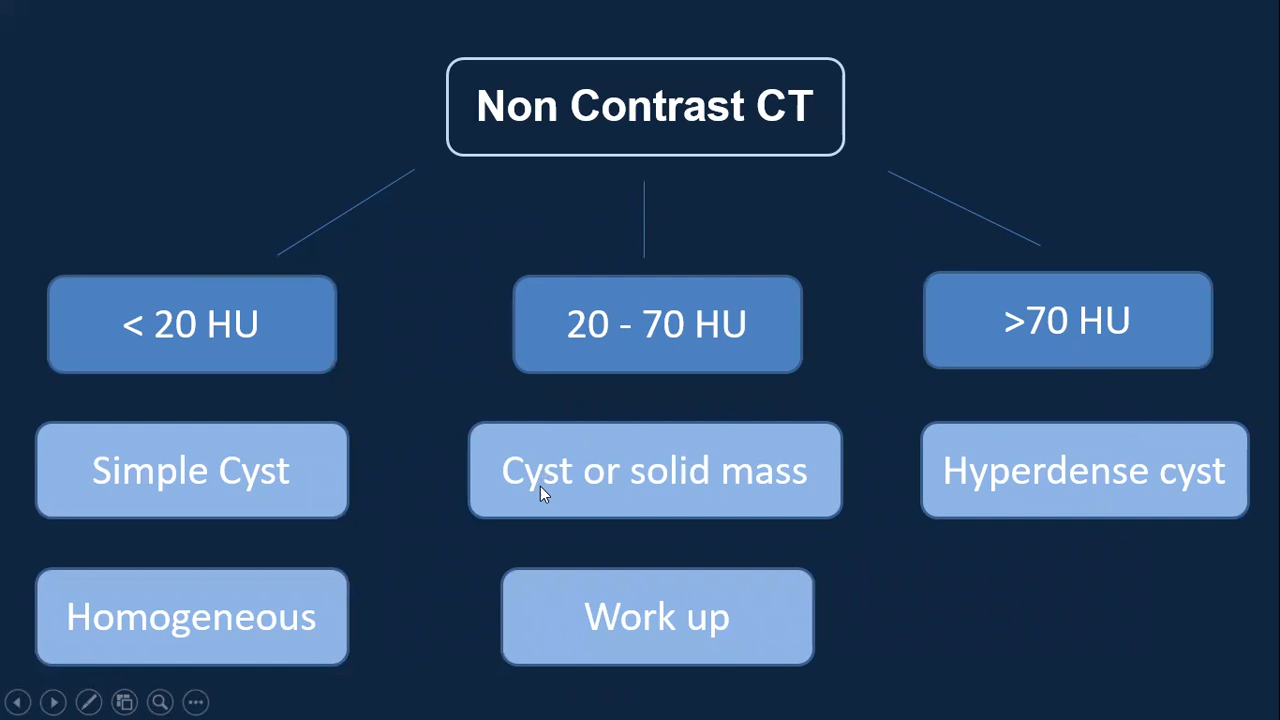 Non Contrast CT
< 20 HU
20 - 70 HU
>70 HU
Simple Cyst
Cyst or solid mass
Hyperdense cyst
Homogeneous
Work up